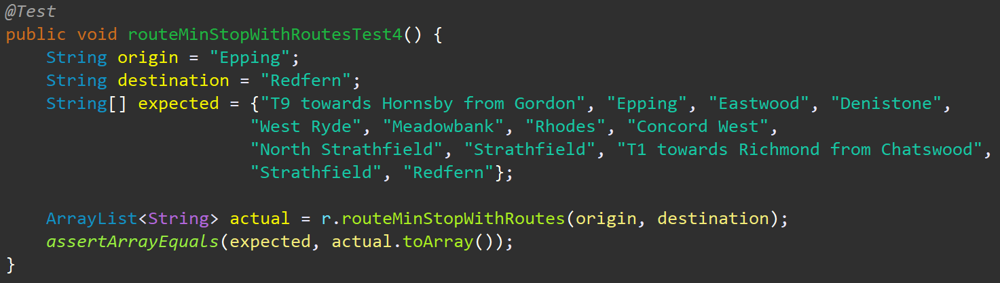 @Test
public void routeMinStopWithRoutesTest4() {
    String origin = "Epping";
    String destination = "Redfern";
    String[] expected = {"T9 towards Hornsby from Gordon", "Epping", "Eastwood", "Denistone",
                        "West Ryde", "Meadowbank", "Rhodes", "Concord West",
                        "North Strathfield", "Strathfield", "T1 towards Richmond from Chatswood",
                        "Strathfield", "Redfern"};

    ArrayList<String> actual = r.routeMinStopWithRoutes(origin, destination);
    assertArrayEquals(expected, actual.toArray());
}